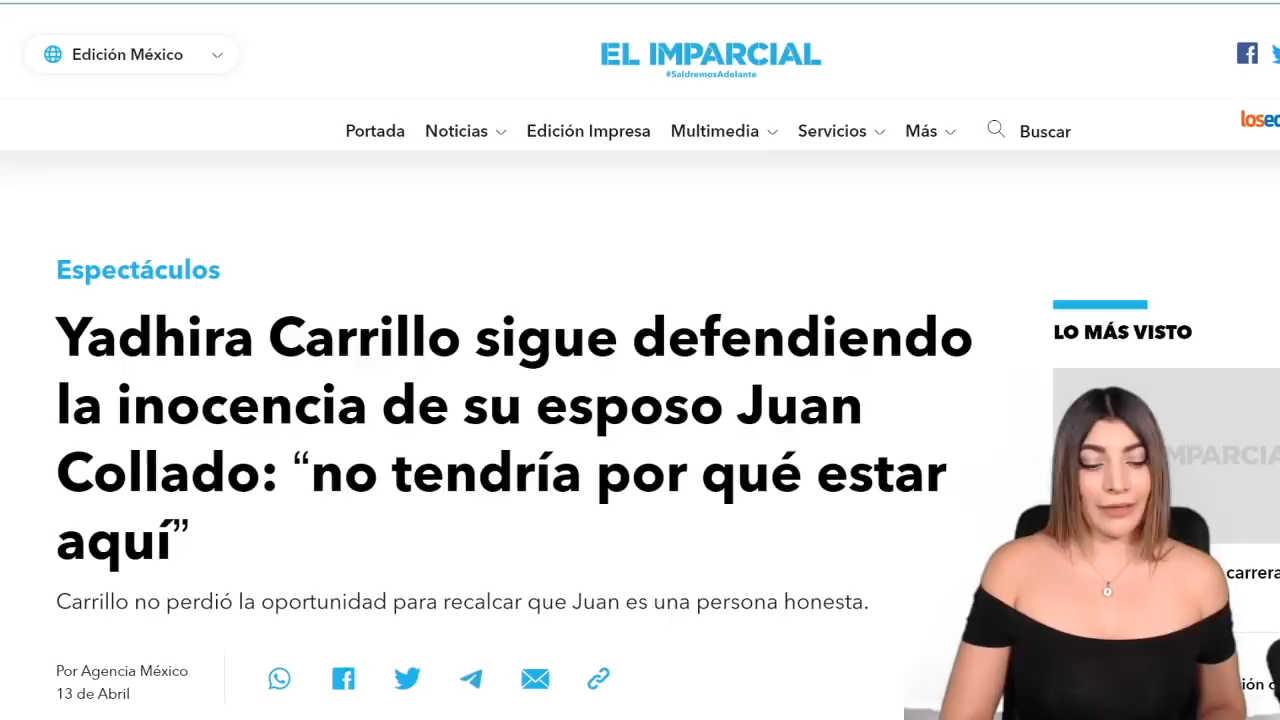 Edición México
EL IMPARCIAL
#SaldremosAdelante
Portada Noticias Edición Impresa Multimedia Servicios Más Buscar
Espectáculos
Yadhira Carrillo sigue defendiendo
la inocencia de su esposo Juan
Collado: “no tendría por qué estar
aquí”
Carrillo no perdió la oportunidad para recalcar que Juan es una persona honesta.
Por Agencia México
13 de Abril
LO MÁS VISTO
carrera